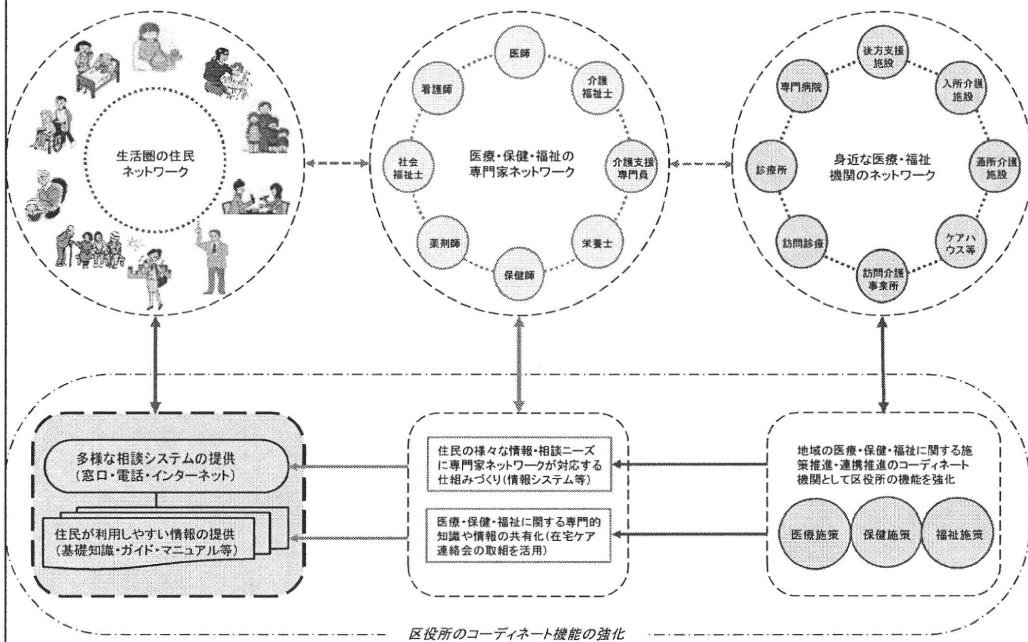 生活圏の住民
ネットワーク
医師
介護
福祉士
介護支援
専門員
栄養士
保健師
薬剤師
社会
福祉士
看護師
医療・保健・福祉の
専門家ネットワーク
後方支援
施設
入所介護
施設
通所介護
施設
ケアハ
ウス等
訪問介護
事業所
訪問診療
診療所
専門病院
身近な医療・福祉
機関のネットワーク
多様な相談システムの提供
(窓口・電話・インターネット)
住民が利用しやすい情報の提供
(基礎知識・ガイド・マニュアル等)
住民の様々な情報・相談ニーズ
に専門家ネットワークが対応する
仕組みづくり(情報システム等)
医療・保健・福祉に関する専門的
知識や情報の共有化(在宅ケア
連絡会の取組を活用)
地域の医療・保健・福祉に関する施
策推進・連携推進のコーディネート
機関として区役所の機能を強化
医療施策
保健施策
福祉施策
区役所のコーディネート機能の強化